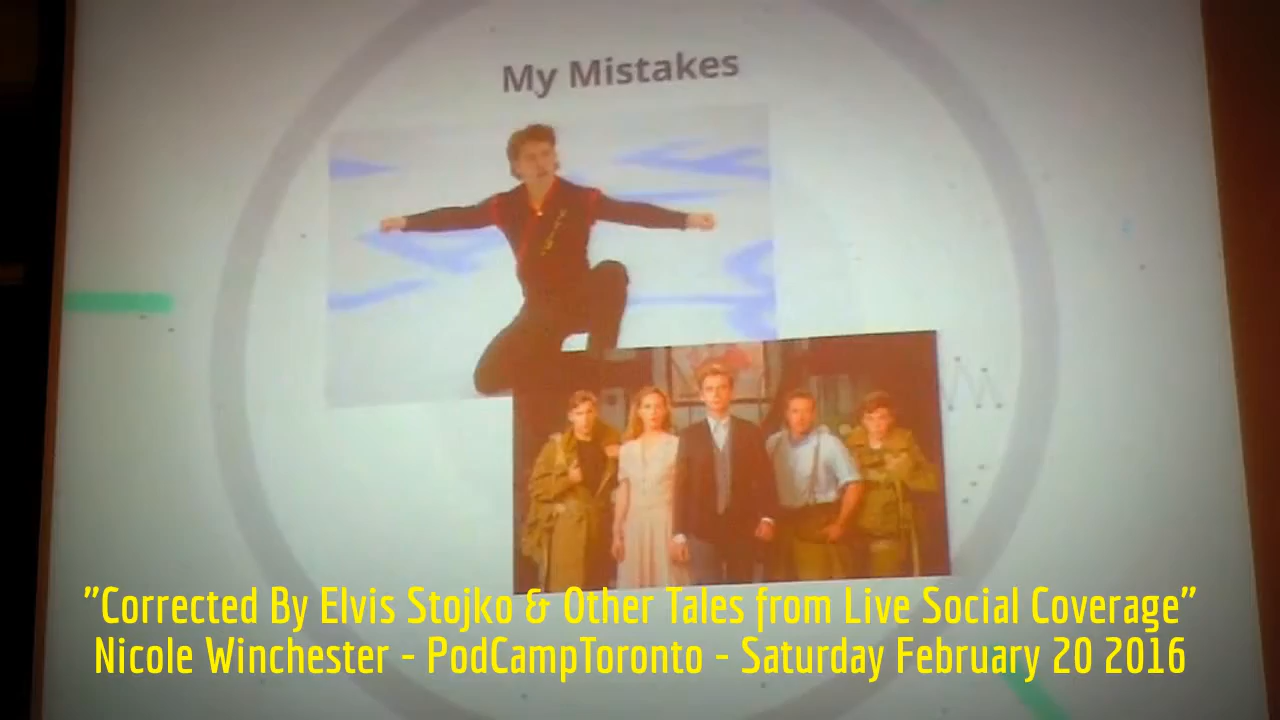 My Mistakes
"Corrected By Elvis Stojko & Other Tales from Live Social Coverage"
Nicole Winchester - PodCampToronto - Saturday February 20 2016